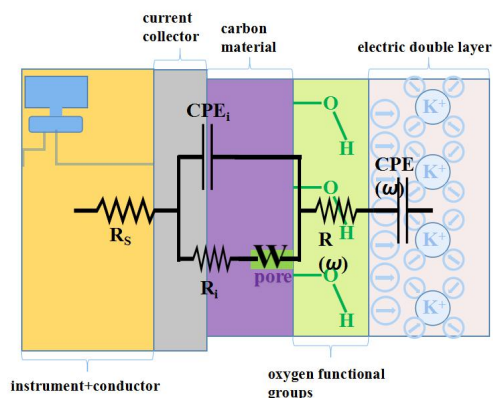 current
collector
carbon
material
electric double layer
CPEi
O
H
K+
CPE
(ω)
K+
RS
O
H
R
(ω)
Ri
W
pore
K+
O
H
K+
instrument+conductor
oxygen functional
groups